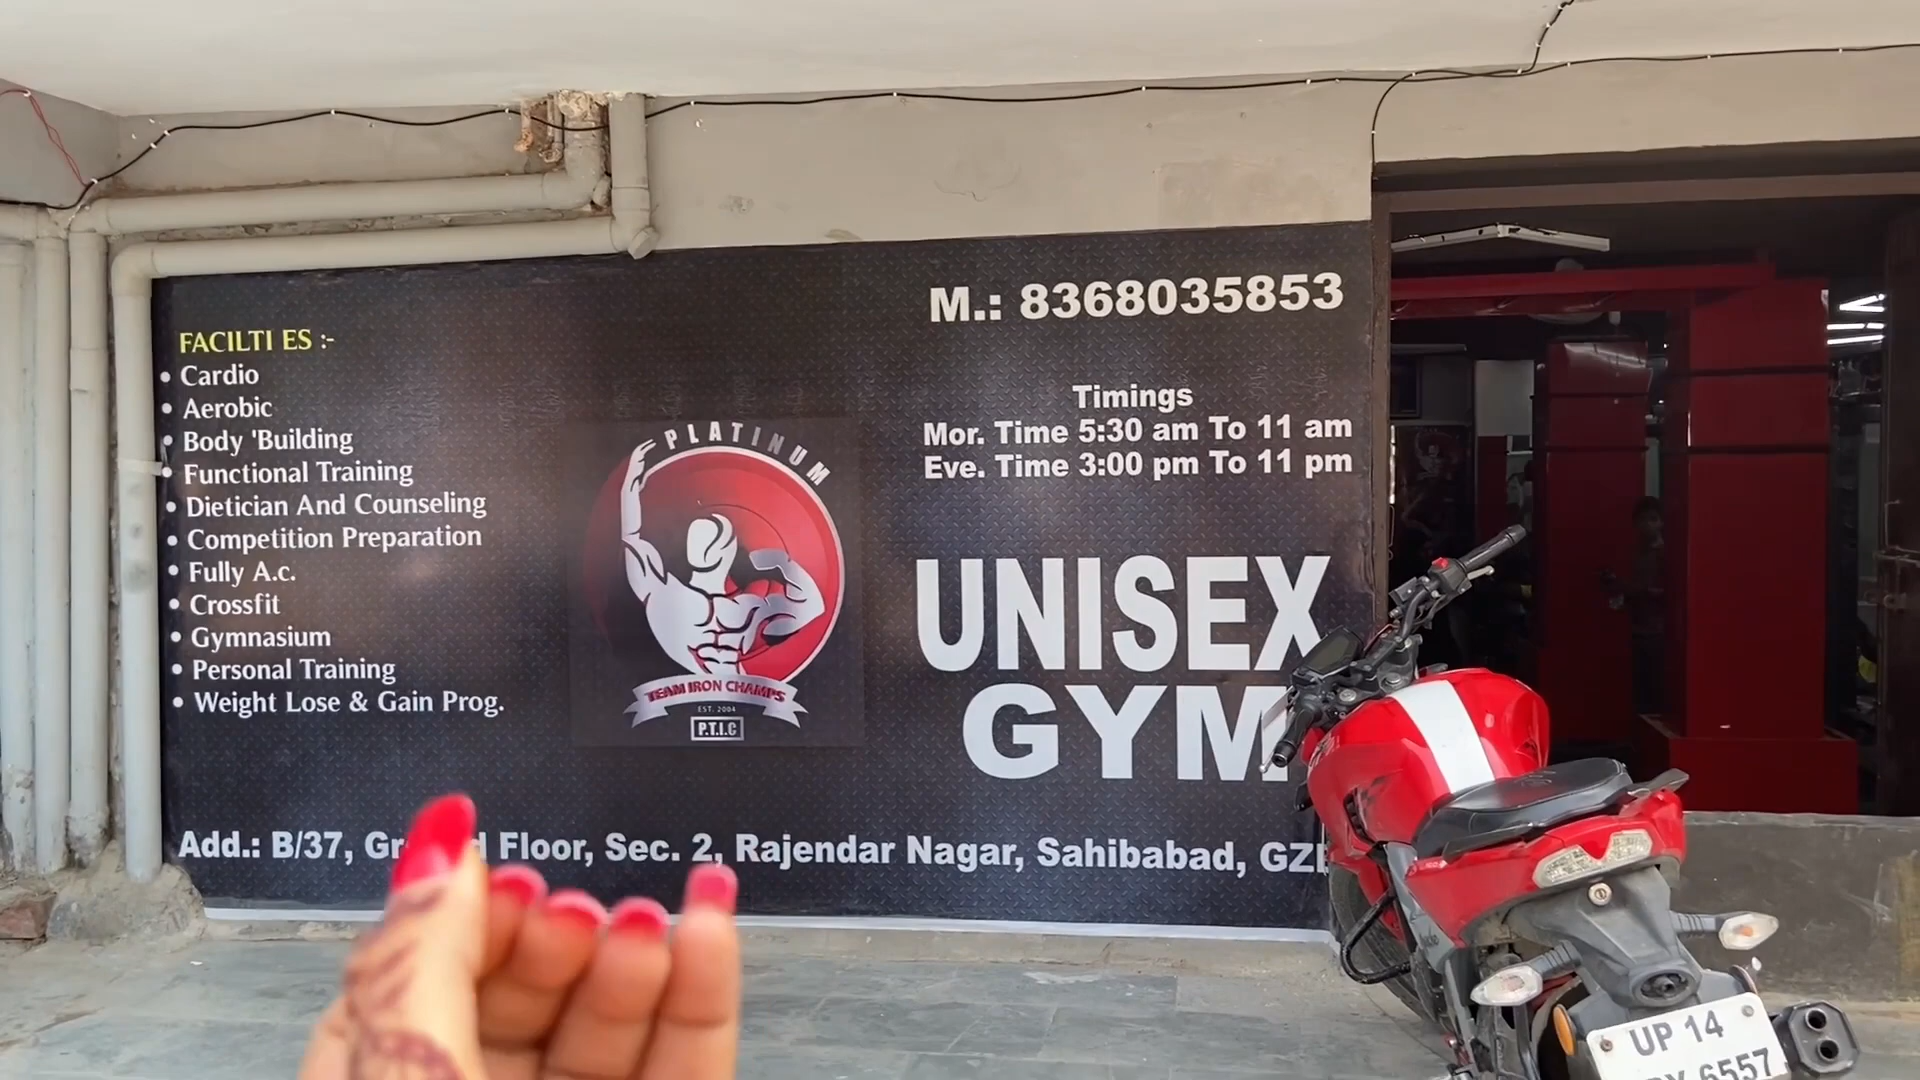 FACILTI ES :-
• Cardio
• Aerobic
• Body 'Building
• Functional Training
• Dietician And Counseling
• Competition Preparation
• Fully A.c.
• Crossfit
• Gymnasium
• Personal Training
• Weight Lose & Gain Prog.
PLATINUM
TEAM IRON CHAMPS
EST. 2004
P.T.I.C
M.: 8368035853
Timings
Mor. Time 5:30 am To 11 am
Eve. Time 3:00 pm To 11 pm
UNISEX
GYM
Add.: B/37, Floor, Sec. 2, Rajendar Nagar, Sahibabad,
UP 14
6557